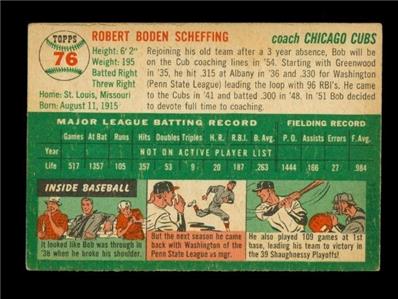 TOPPS
76
ROBERT BODEN SCHEFFING
coach CHICAGO CUBS
Height: 6' 2"
Weight: 195
Batted Right
Threw Right
Home: St. Louis, Missouri
Born: August 11, 1915
Rejoining his old team after a 3 year absence, Bob will
be on the Cub coaching lines in '54. Starting with Greenwood
in '35, he hit .315 at Albany in '36 and .330 for Washington
(Penn State League) leading the loop with 96 RBI's. He came
to the Cubs in '41 and batted .300 in '48. In '51 Bob decided
to devote full time to coaching.
MAJOR LEAGUE BATTING RECORD
FIELDING RECORD
Games At Bat Runs Hits Doubles Triples H.R. R.B.I. B.Avg. P.O. Assists Errors F.Avg.
Year NOT ON ACTIVE PLAYER LIST
Life 517 1357 105 357 53 9 20 187 .263 1444 166 27 .984
INSIDE BASEBALL
It looked like Bob was through in
'38 when he broke his shoulder.
But the next season he came
back with Washington of the
Penn State League as mgr.
He also played 109 games at 1st
base, to lead his team to victory in
the 39 Shaughnessy Playoffs!